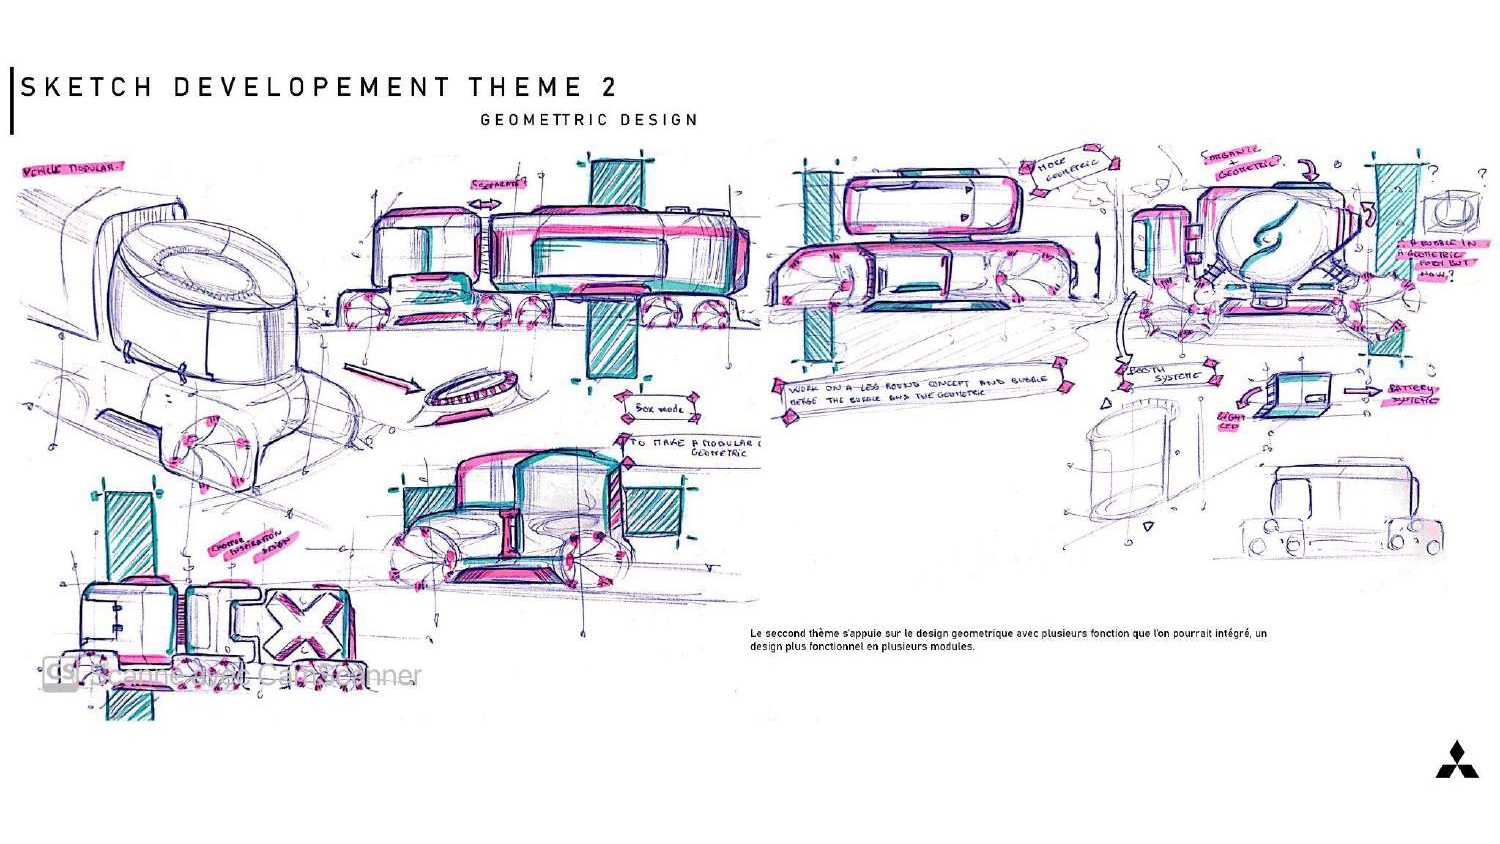 SKETCH DEVELOPEMENT THEME 2
GEOMETTRIC DESIGN
VEHICLE MODULAR.
SEPARATE?
MORE
GEOMETRIC
ORGANIC
+
GEOMETRIC?
?
?
A BUBBLE IN
A GEOMETRIC
FORM BUT
HOW?
BOX MODE
TO MAKE A MODULAR
GEOMETRIC
WORK ON A LESS ROUND CONCEPT AND BUBBLE
MERGE THE BUBBLE AND THE GEOMETRIC
SYSTEME
BATTERY
SYSTEME
LIGHT
LED
INSPIRATION
DESIGN
Le seccond thème s'appuie sur le design geometrique avec plusieurs fonction que l'on pourrait intégré, un
design plus fonctionnel en plusieurs modules.
CS Scanné avec CamScanner